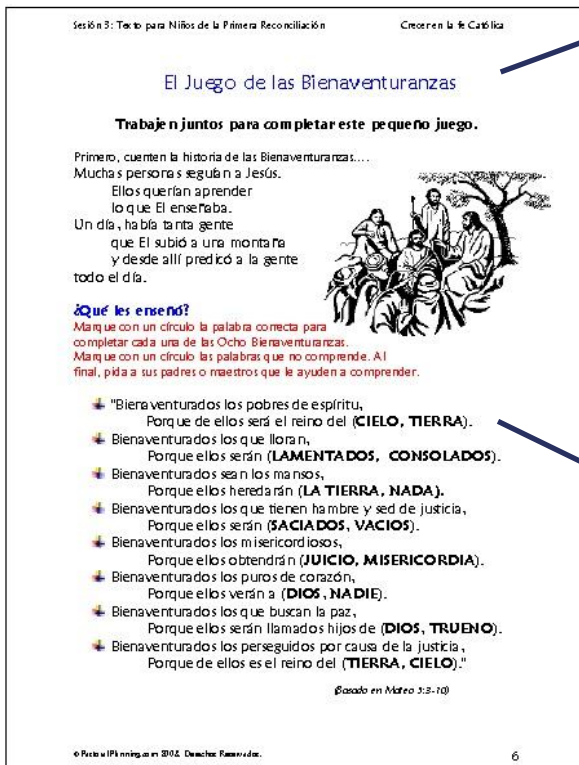 Sesión 3: Texto para Niños de la Primera Reconciliación Crecer en la fe Católica
El Juego de las Bienaventuranzas
Trabajen juntos para completar este pequeño juego.
Primero, cuenten la historia de las Bienaventuranzas....
Muchas personas seguían a Jesús.
Ellos querían aprender
lo que El enseñaba.
Un día, había tanta gente
que El subió a una montaña
y desde allí predicó a la gente
todo el día.
¿Qué les enseñó?
Marque con un círculo la palabra correcta para
completar cada una de las Ocho Bienaventuranzas.
Marque con un círculo las palabras que no comprende. Al
final, pida a sus padres o maestros que le ayuden a comprender.
"Bienaventurados los pobres de espíritu,
Porque de ellos será el reino del (CIELO, TIERRA).
Bienaventurados los que lloran,
Porque ellos serán (LAMENTADOS, CONSOLADOS).
Bienaventurados sean los mansos,
Porque ellos heredarán (LA TIERRA, NADA).
Bienaventurados los que tienen hambre y sed de justicia,
Porque ellos serán (SACIADOS, VACIOS).
Bienaventurados los misericordiosos,
Porque ellos obtendrán (JUICIO, MISERICORDIA).
Bienaventurados los puros de corazón,
Porque ellos verán a (DIOS, NADIE).
Bienaventurados los que buscan la paz,
Porque ellos serán llamados hijos de (DIOS, TRUENO).
Bienaventurados los perseguidos por causa de la justicia,
Porque de ellos es el reino del (TIERRA, CIELO)."
(Basado en Mateo 5:3-10)
© PastoralPlanning.com 2002. Derechos Reservados.
6